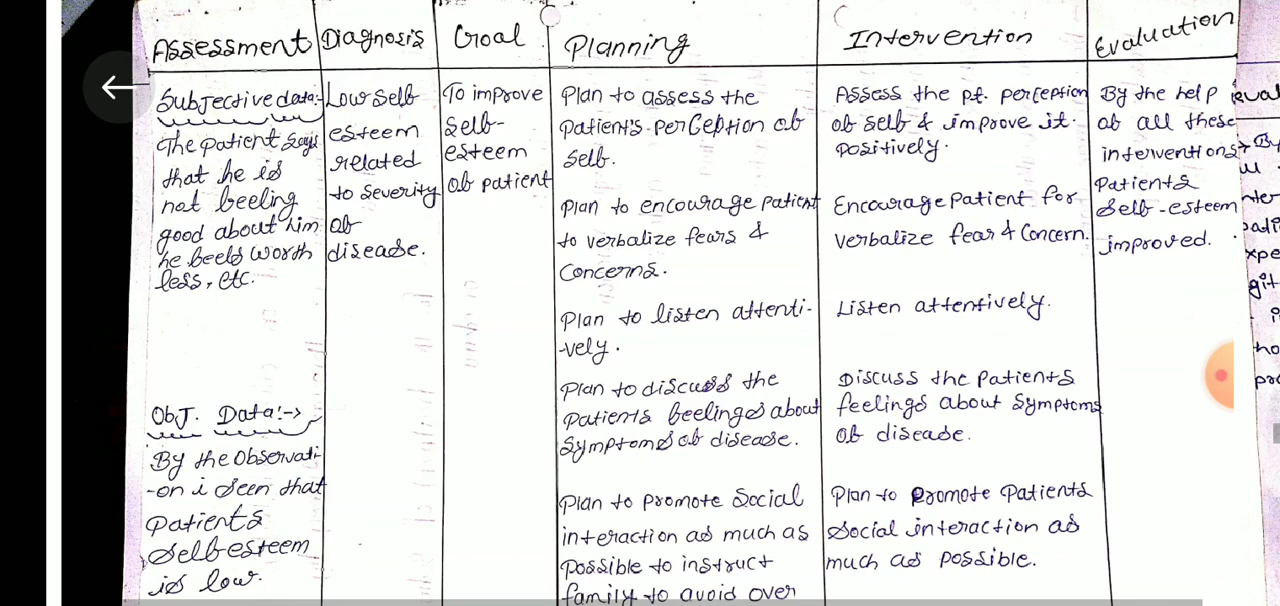 Assessment
Subjective data:-
The patient says
that he is
not feeling
good about him
he feels worth
less, etc.
Obj. Data:->
By the observati-
-on i seen that
patients
self esteem
is low.
Diagnosis
Low self
esteem
related
to severity
of
disease.
Goal
To improve
self-
esteem
of patient
Planning
Plan to assess the
patient's perception of
self.
Plan to encourage patient
to verbalize fears &
concerns.
Plan to listen attenti-
-vely.
Plan to discuss the
patients feelings about
symptoms of disease.
Plan to promote social
interaction as much as
possible to instruct
family to avoid over
Intervention
Assess the pt. perception
of self & improve it.
positively.
Encourage patient for
verbalize fear & concern.
Listen attentively.
Discuss the patients
feelings about symptoms
of disease.
Plan to promote patients
social interaction as
much as possible.
Evaluation
By the help
of all these
interventions
patients
self-esteem
improved.